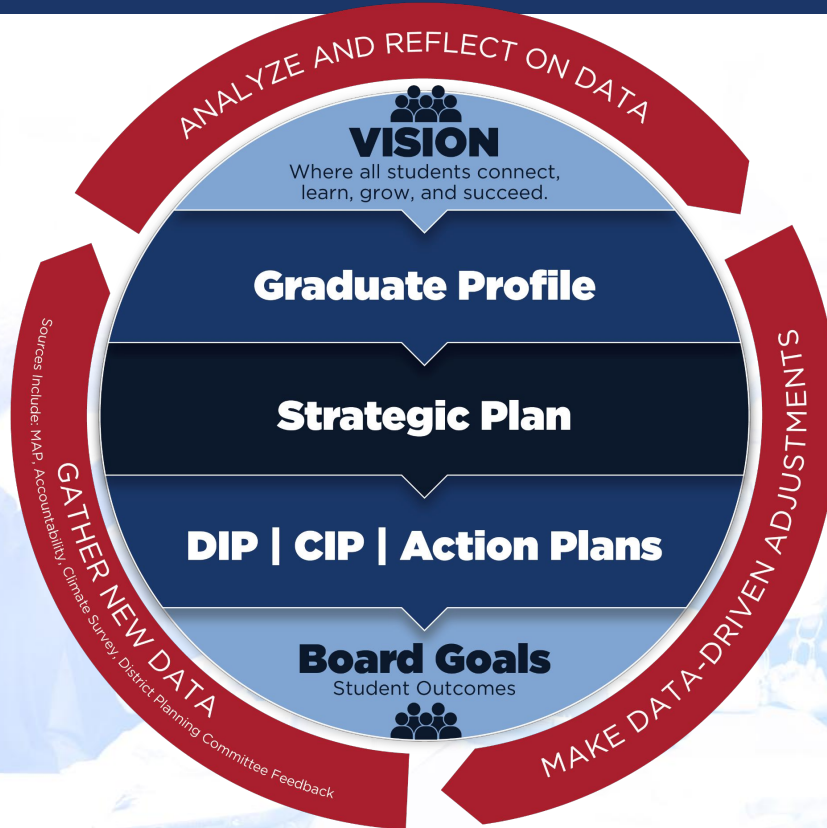 ANALYZE AND REFLECT ON DATA
VISION
Where all students connect,
learn, grow, and succeed.
Graduate Profile
Strategic Plan
DIP | CIP | Action Plans
Board Goals
Student Outcomes
MAKE DATA-DRIVEN ADJUSTMENTS
GATHER NEW DATA
Sources Include: MAP, Accountability, Climate Survey, District Planning Committee Feedback